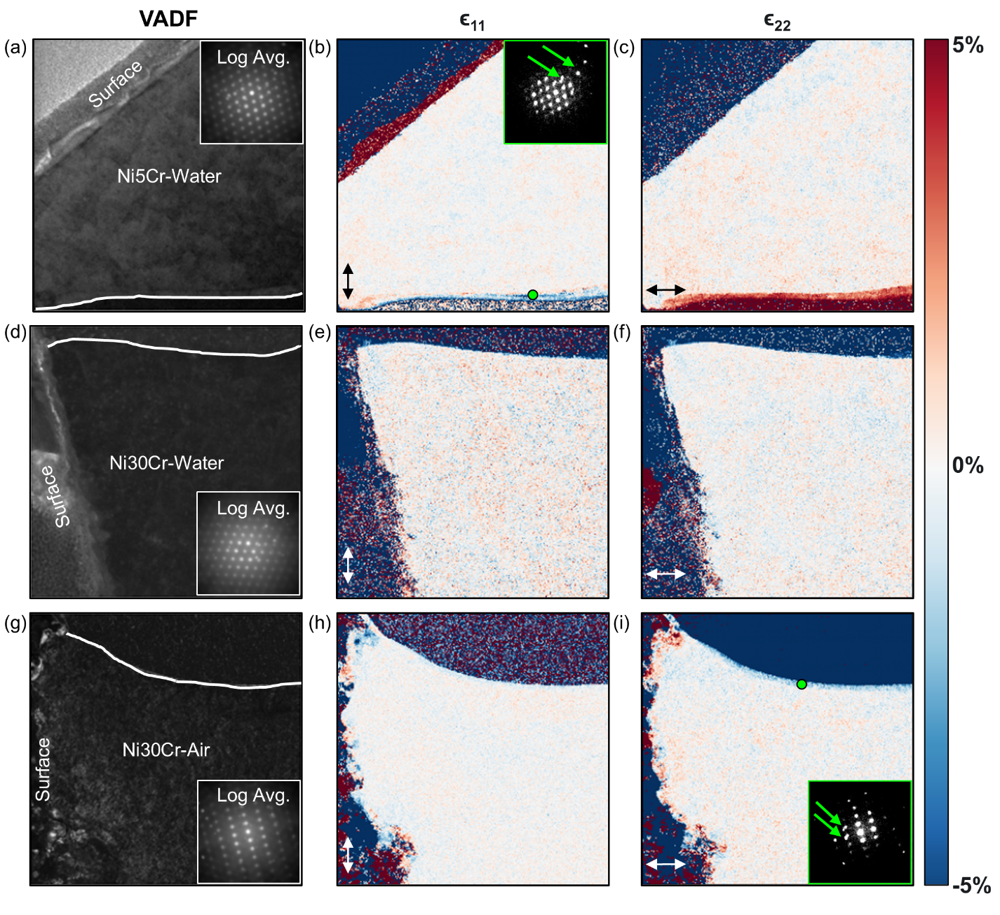 VADF
ϵ11
ϵ22
(a)
Surface
Log Avg.
Ni5Cr-Water
(b)
(c)
5%
(d)
Surface
Ni30Cr-Water
Log Avg.
(e)
(f)
0%
(g)
Surface
Ni30Cr-Air
Log Avg.
(h)
(i)
-5%